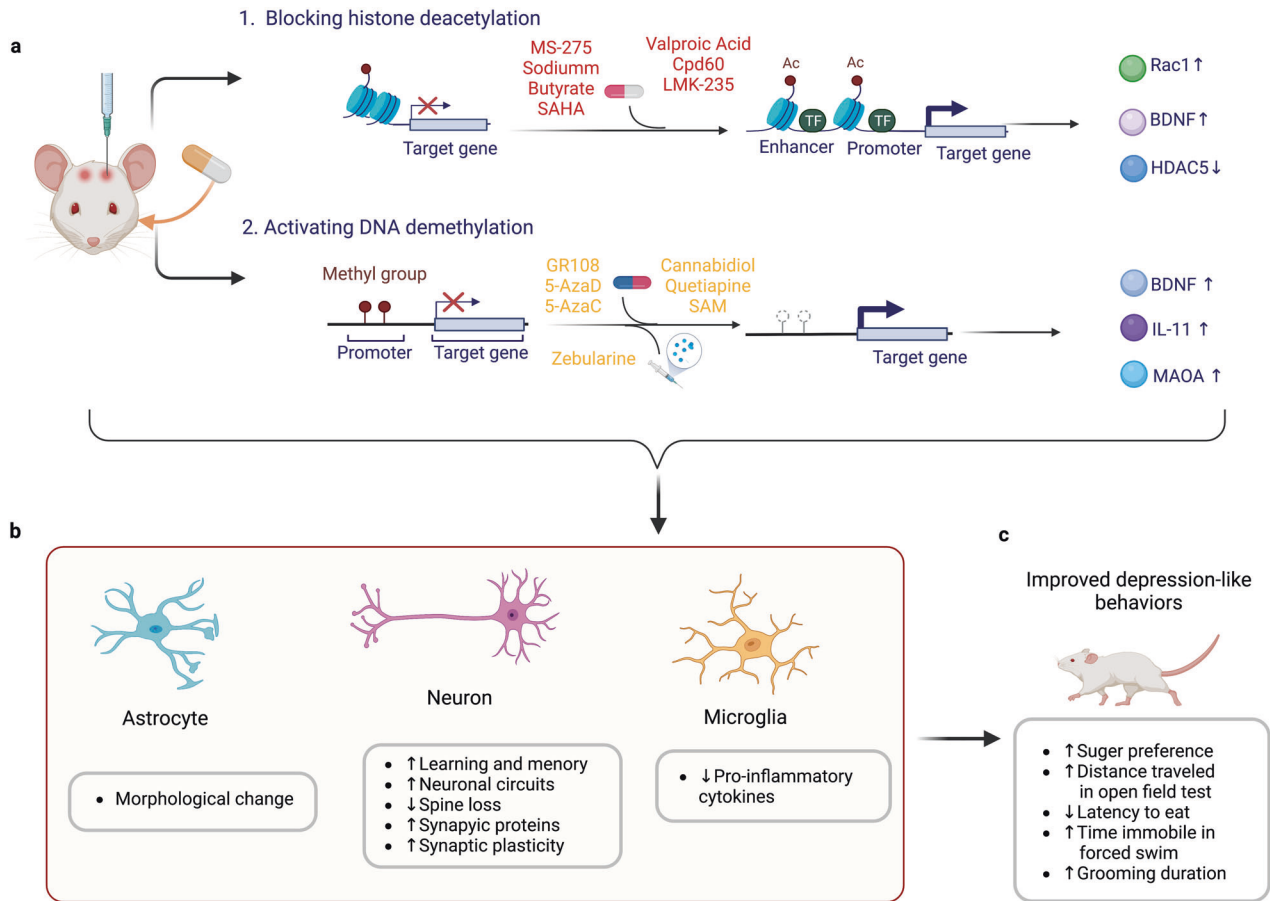 a
1. Blocking histone deacetylation
MS-275
Sodiumm
Butyrate
SAHA
Valproic Acid
Cpd60
LMK-235
Target gene
Ac
Ac
TF
TF
Enhancer
Promoter
Target gene
Rac1↑
BDNF↑
HDAC5↓
2. Activating DNA demethylation
Methyl group
Promoter
Target gene
GR108
5-AzaD
5-AzaC
Cannabidiol
Quetiapine
SAM
Zebularine
Target gene
BDNF ↑
IL-11 ↑
MAOA ↑
b
Astrocyte
• Morphological change
Neuron
• ↑Learning and menory
• ↑Neuronal circuits
• ↓Spine loss
• ↑Synapyic proteins
• ↑Synaptic plasticity
Microglia
• ↓Pro-inflammatory
cytokines
c
Improved depression-like
behaviors
• ↑Suger preference
• ↑Distance traveled
in open field test
• ↓Latency to eat
• ↑Time immobile in
forced swim
• ↑Grooming duration